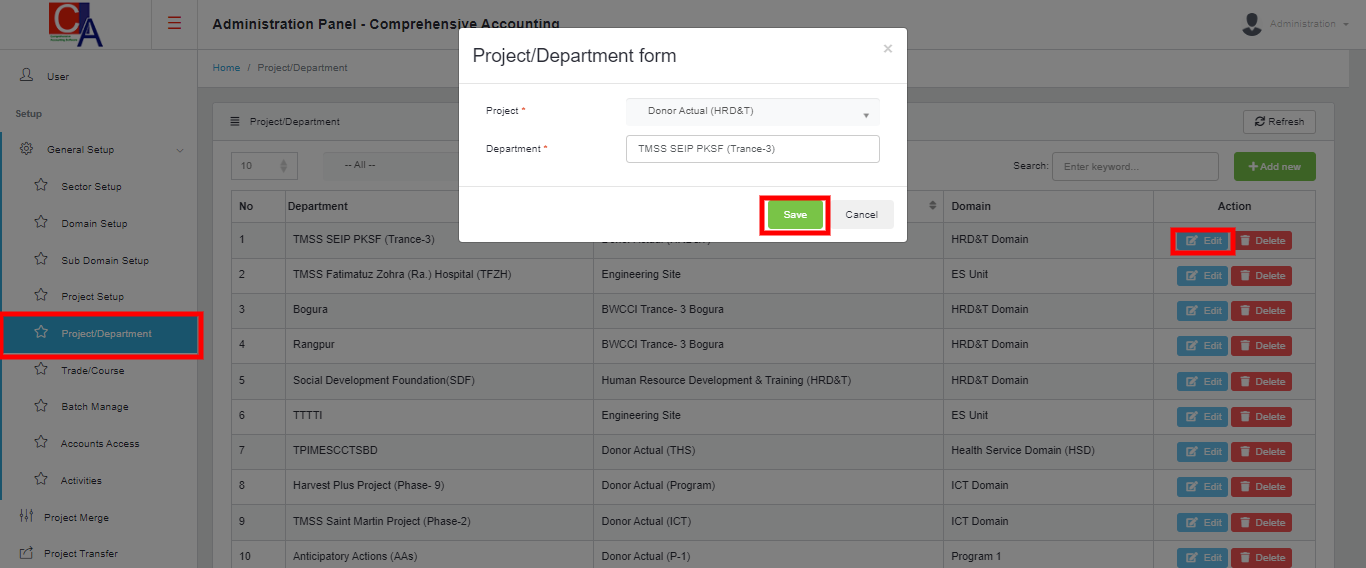 CA
Administration Panel - Comprehensive Accounting
Administration
User
Setup
General Setup
Sector Setup
Domain Setup
Sub Domain Setup
Project Setup
Project/Department
Trade/Course
Batch Manage
Accounts Access
Activities
Project Merge
Project Transfer
Home / Project/Department
Project/Department
Refresh
10
-- All --
Search: Enter keyword...
Add new
Project/Department form ×
Project * Donor Actual (HRD&T)
Department * TMSS SEIP PKSF (Trance-3)
Save Cancel
No Department Domain Action
1 TMSS SEIP PKSF (Trance-3) HRD&T Domain Edit Delete
2 TMSS Fatimatuz Zohra (Ra.) Hospital (TFZH) Engineering Site ES Unit Edit Delete
3 Bogura BWCCI Trance- 3 Bogura HRD&T Domain Edit Delete
4 Rangpur BWCCI Trance- 3 Bogura HRD&T Domain Edit Delete
5 Social Development Foundation(SDF) Human Resource Development & Training (HRD&T) HRD&T Domain Edit Delete
6 TTTTI Engineering Site ES Unit Edit Delete
7 TPIMESCCTSBD Donor Actual (THS) Health Service Domain (HSD) Edit Delete
8 Harvest Plus Project (Phase- 9) Donor Actual (Program) ICT Domain Edit Delete
9 TMSS Saint Martin Project (Phase-2) Donor Actual (ICT) ICT Domain Edit Delete
10 Anticipatory Actions (AAs) Donor Actual (P-1) Program 1 Edit Delete